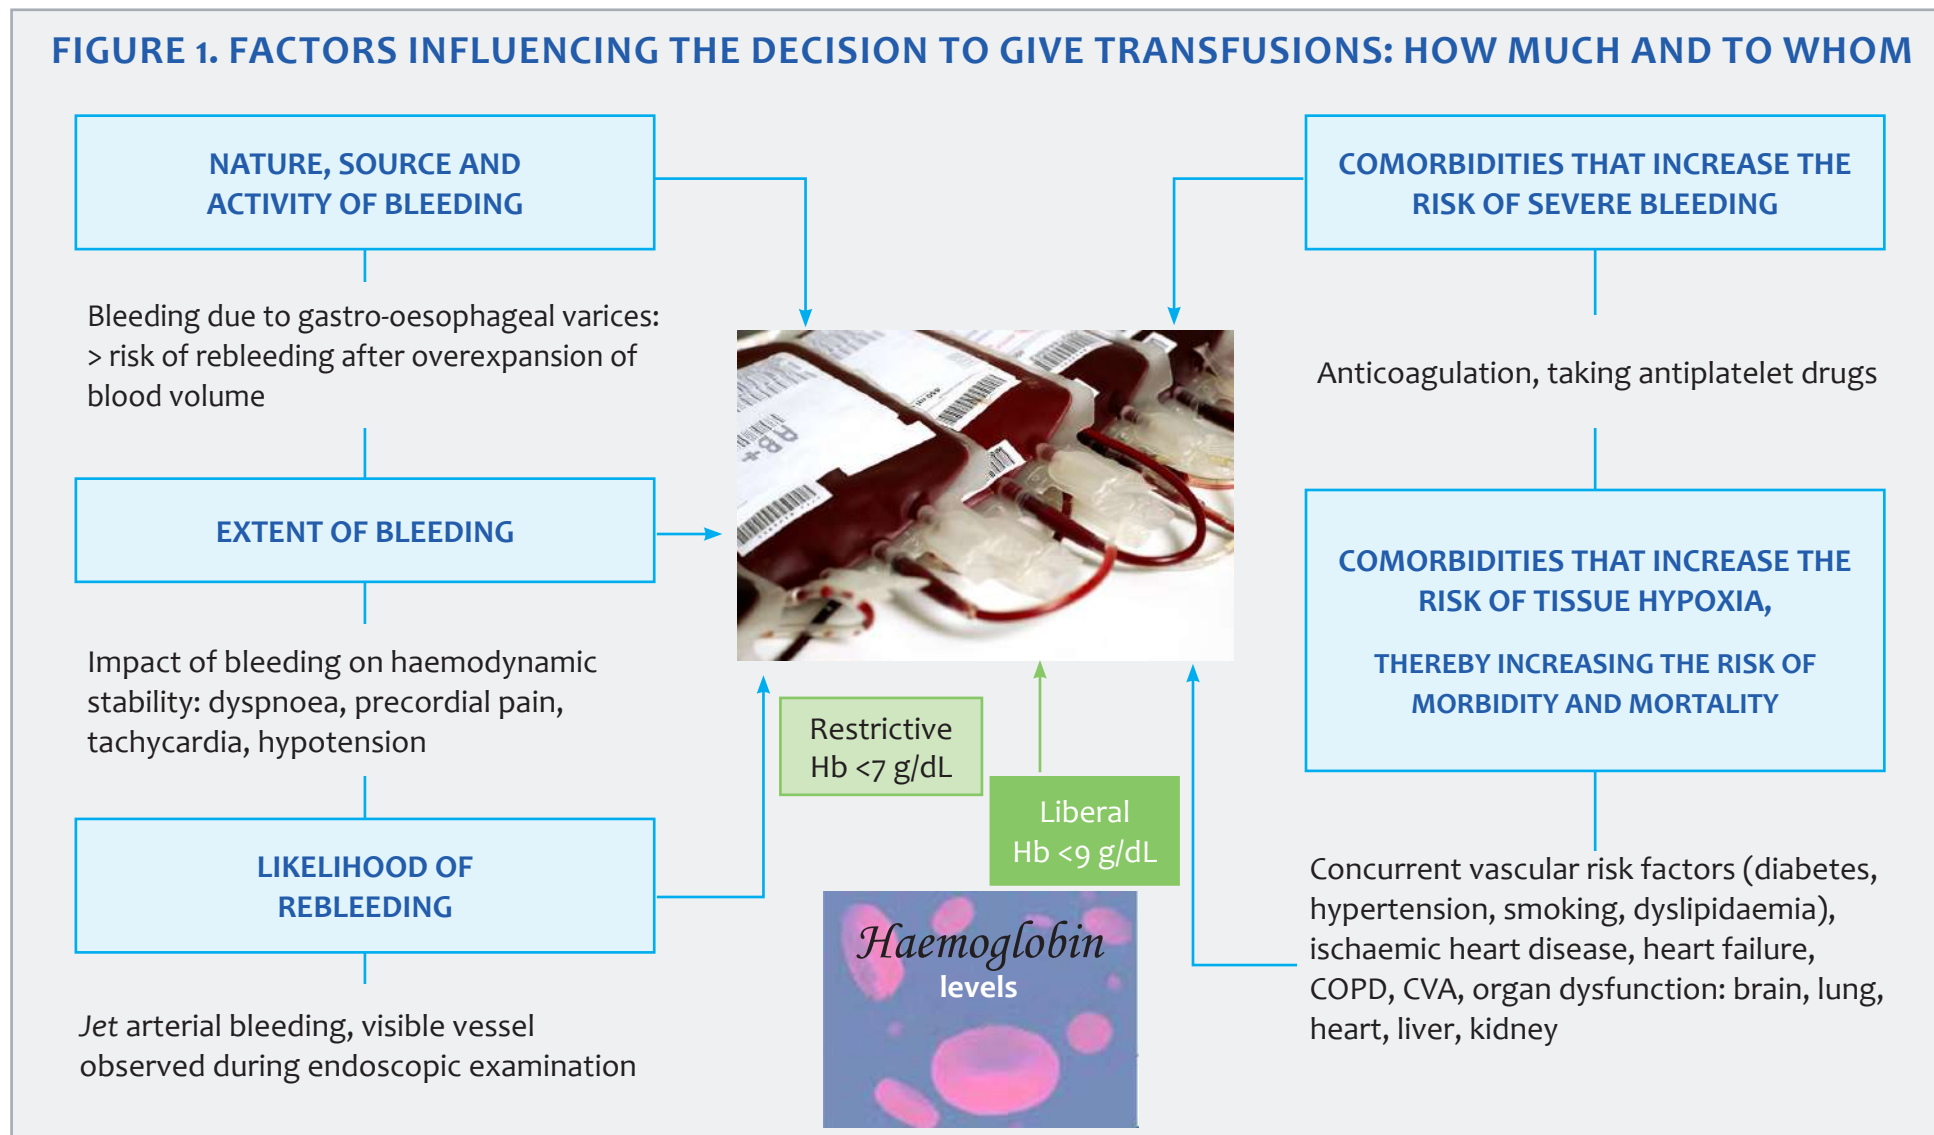 FIGURE 1. FACTORS INFLUENCING THE DECISION TO GIVE TRANSFUSIONS: HOW MUCH AND TO WHOM
NATURE, SOURCE AND
ACTIVITY OF BLEEDING
Bleeding due to gastro-oesophageal varices:
> risk of rebleeding after overexpansion of
blood volume
EXTENT OF BLEEDING
Impact of bleeding on haemodynamic
stability: dyspnoea, precordial pain,
tachycardia, hypotension
LIKELIHOOD OF
REBLEEDING
Jet arterial bleeding, visible vessel
observed during endoscopic examination
AB+
Restrictive
Hb <7 g/dL
Liberal
Hb <9 g/dL
Haemoglobin
levels
COMORBIDITIES THAT INCREASE THE
RISK OF SEVERE BLEEDING
Anticoagulation, taking antiplatelet drugs
COMORBIDITIES THAT INCREASE THE
RISK OF TISSUE HYPOXIA,
THEREBY INCREASING THE RISK OF
MORBIDITY AND MORTALITY
Concurrent vascular risk factors (diabetes,
hypertension, smoking, dyslipidaemia),
ischaemic heart disease, heart failure,
COPD, CVA, organ dysfunction: brain, lung,
heart, liver, kidney